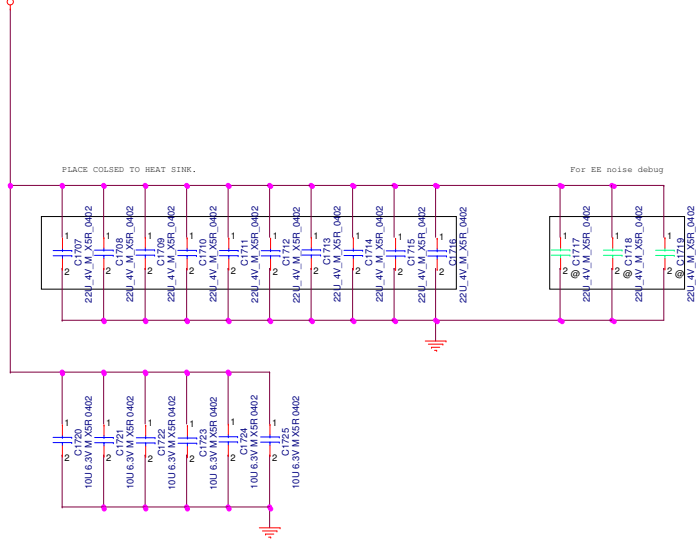 PLACE COLSED TO HEAT SINK.
For EE noise debug
1
2
C1707
22U_4V_M_X5R_0402
1
2
C1708
22U_4V_M_X5R_0402
1
2
C1709
22U_4V_M_X5R_0402
1
2
C1710
22U_4V_M_X5R_0402
1
2
C1711
22U_4V_M_X5R_0402
1
2
C1712
22U_4V_M_X5R_0402
1
2
C1713
22U_4V_M_X5R_0402
1
2
C1714
22U_4V_M_X5R_0402
1
2
C1715
22U_4V_M_X5R_0402
1
2
C1716
22U_4V_M_X5R_0402
1
2
@ C1717
22U_4V_M_X5R_0402
1
2
@ C1718
22U_4V_M_X5R_0402
1
2
@ C1719
22U_4V_M_X5R_0402
1
2
C1720
10U 6.3V M X5R 0402
1
2
C1721
10U 6.3V M X5R 0402
1
2
C1722
10U 6.3V M X5R 0402
1
2
C1723
10U 6.3V M X5R 0402
1
2
C1724
10U 6.3V M X5R 0402
1
2
C1725
10U 6.3V M X5R 0402